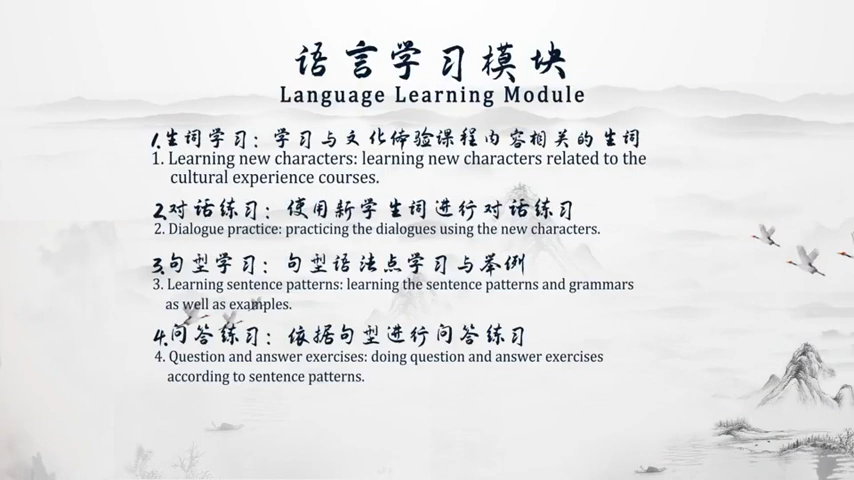 语言学习模块
Language Learning Module
1.生词学习：学习与文化体验课程内容相关的生词
1. Learning new characters: learning new characters related to the
cultural experience courses.
2.对话练习：使用新学生词进行对话练习
2. Dialogue practice: practicing the dialogues using the new characters.
3.句型学习：句型语法点学习与举例
3. Learning sentence patterns: learning the sentence patterns and grammars
as well as examples.
4.问答练习：依据句型进行问答练习
4. Question and answer exercises: doing question and answer exercises
according to sentence patterns.